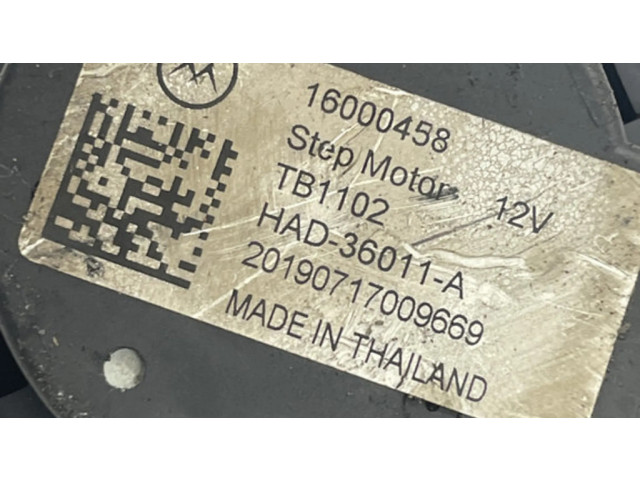 16000458
Step Motor 12V
TB1102
HAD-36011-A
20190717009669
MADE IN THAILAND